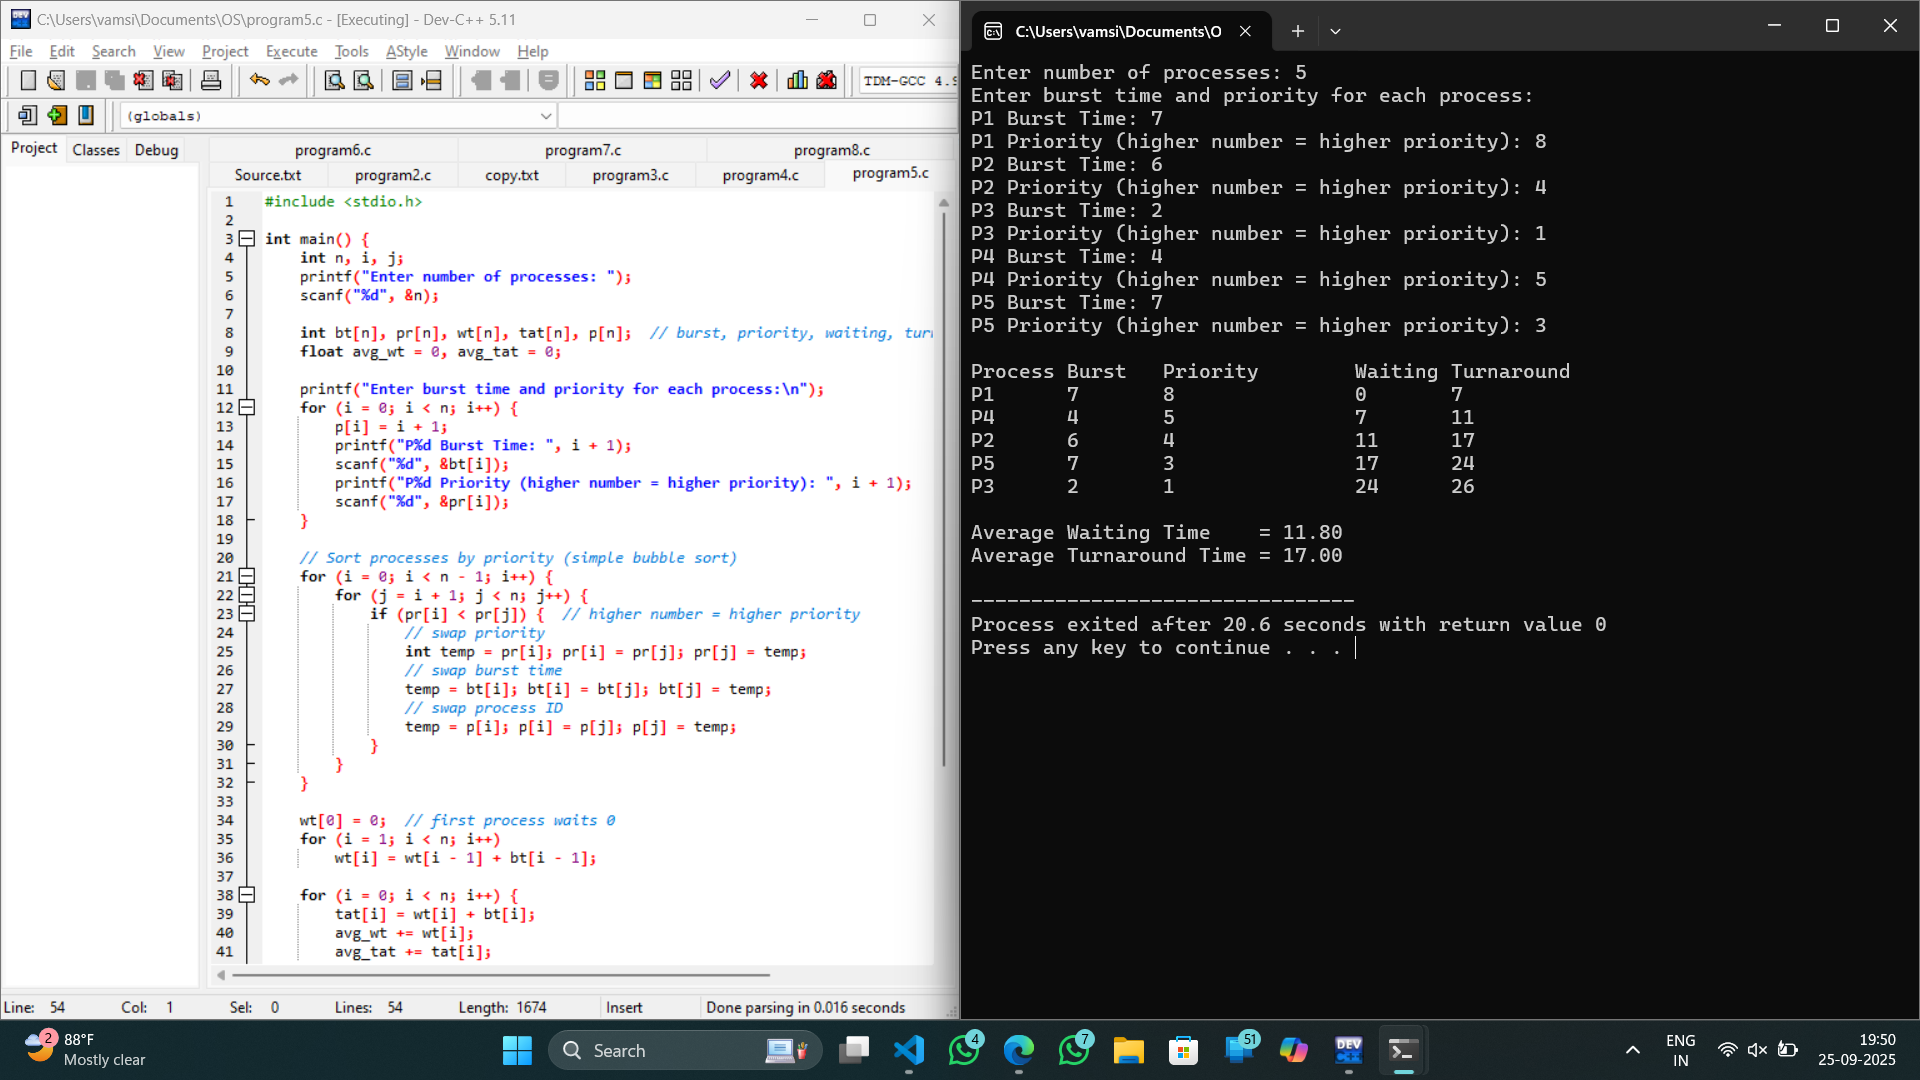 C:\Users\vamsi\Documents\OS\program5.c - [Executing] - Dev-C++ 5.11
File Edit Search View Project Execute Tools AStyle Window Help
TDM-GCC 4.9
(globals)
Project Classes Debug
program6.c program7.c program8.c
Source.txt program2.c copy.txt program3.c program4.c program5.c
1 #include <stdio.h>
2
3 int main() {
4 int n, i, j;
5 printf("Enter number of processes: ");
6 scanf("%d", &n);
7
8 int bt[n], pr[n], wt[n], tat[n], p[n];  // burst, priority, waiting, tur
9 float avg_wt = 0, avg_tat = 0;
10
11 printf("Enter burst time and priority for each process:\n");
12 for (i = 0; i < n; i++) {
13 p[i] = i + 1;
14 printf("P%d Burst Time: ", i + 1);
15 scanf("%d", &bt[i]);
16 printf("P%d Priority (higher number = higher priority): ", i + 1);
17 scanf("%d", &pr[i]);
18 }
19
20 // Sort processes by priority (simple bubble sort)
21 for (i = 0; i < n - 1; i++) {
22 for (j = i + 1; j < n; j++) {
23 if (pr[i] < pr[j]) {  // higher number = higher priority
24 // swap priority
25 int temp = pr[i]; pr[i] = pr[j]; pr[j] = temp;
26 // swap burst time
27 temp = bt[i]; bt[i] = bt[j]; bt[j] = temp;
28 // swap process ID
29 temp = p[i]; p[i] = p[j]; p[j] = temp;
30 }
31 }
32 }
33
34 wt[0] = 0;  // first process waits 0
35 for (i = 1; i < n; i++)
36 wt[i] = wt[i - 1] + bt[i - 1];
37
38 for (i = 0; i < n; i++) {
39 tat[i] = wt[i] + bt[i];
40 avg_wt += wt[i];
41 avg_tat += tat[i];
Line: 54 Col: 1 Sel: 0 Lines: 54 Length: 1674 Insert Done parsing in 0.016 seconds
C:\Users\vamsi\Documents\O
Enter number of processes: 5
Enter burst time and priority for each process:
P1 Burst Time: 7
P1 Priority (higher number = higher priority): 8
P2 Burst Time: 6
P2 Priority (higher number = higher priority): 4
P3 Burst Time: 2
P3 Priority (higher number = higher priority): 1
P4 Burst Time: 4
P4 Priority (higher number = higher priority): 5
P5 Burst Time: 7
P5 Priority (higher number = higher priority): 3
Process Burst Priority Waiting Turnaround
P1 7 8 0 7
P4 4 5 7 11
P2 6 4 11 17
P5 7 3 17 24
P3 2 1 24 26
Average Waiting Time    = 11.80
Average Turnaround Time = 17.00
--------------------------------
Process exited after 20.6 seconds with return value 0
Press any key to continue . . .
2 88°F
Mostly clear
Search
4
7
51
DEV C++
ENG
IN
19:50
25-09-2025